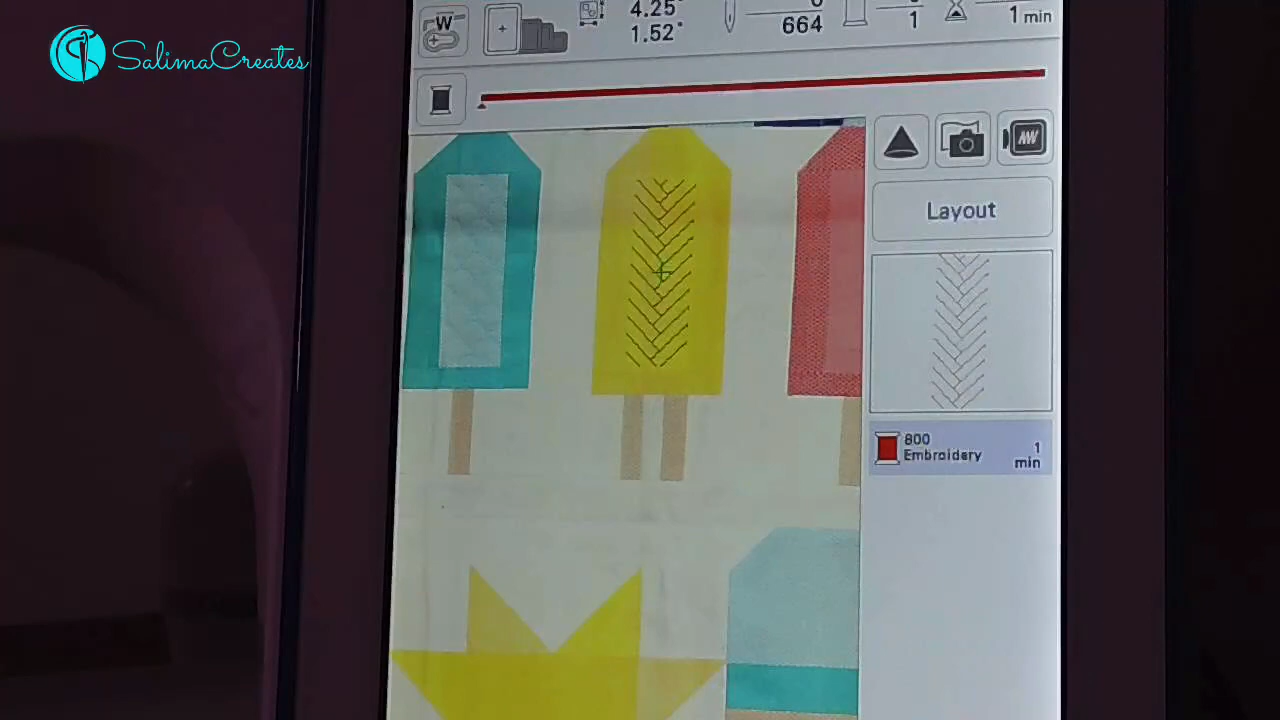 SalimaCreates
W
4.25"
1.52"
664
1
1 min
Layout
800
Embroidery
1
min